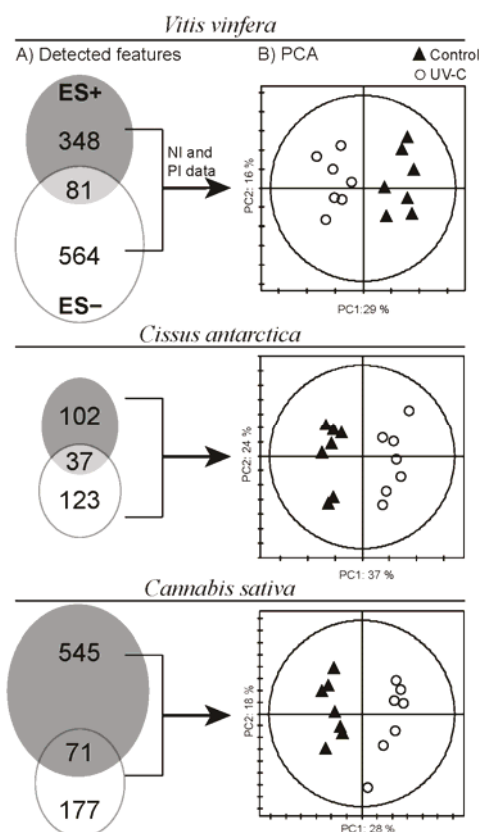 Vitis vinfera
A) Detected features
B) PCA
▲ Control
○ UV-C
ES+
348
81
564
ES−
NI and
PI data
PC2: 16 %
PC1:29 %
Cissus antarctica
102
37
123
PC2: 24 %
PC1: 37 %
Cannabis sativa
545
71
177
PC2: 18 %
PC1: 28 %